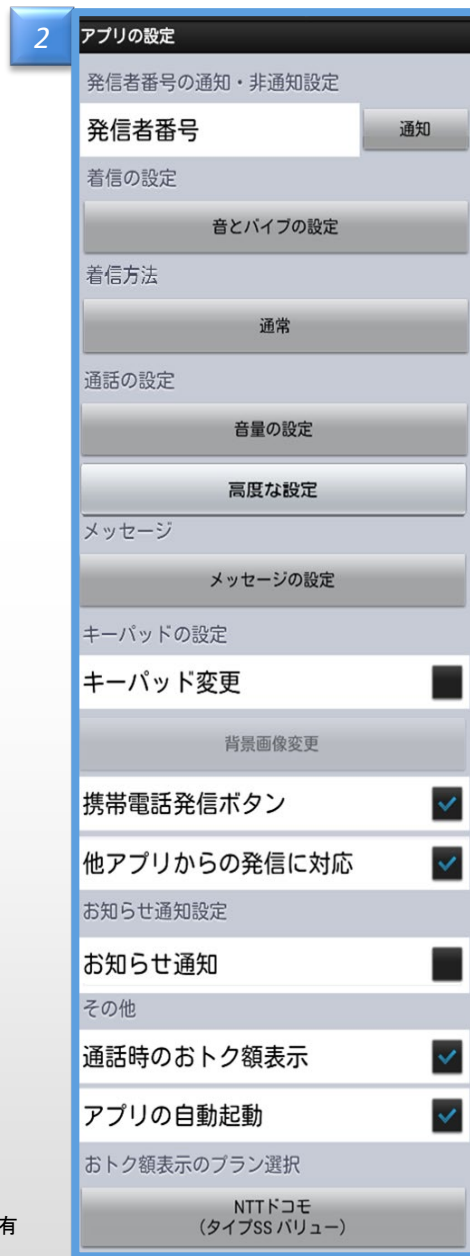 2
アプリの設定
発信者番号の通知・非通知設定
発信者番号
通知
着信の設定
音とバイブの設定
着信方法
通常
通話の設定
音量の設定
高度な設定
メッセージ
メッセージの設定
キーパッドの設定
キーパッド変更
背景画像変更
携帯電話発信ボタン
他アプリからの発信に対応
お知らせ通知設定
お知らせ通知
その他
通話時のおトク額表示
アプリの自動起動
おトク額表示のプラン選択
NTTドコモ
(タイプSS バリュー)
有